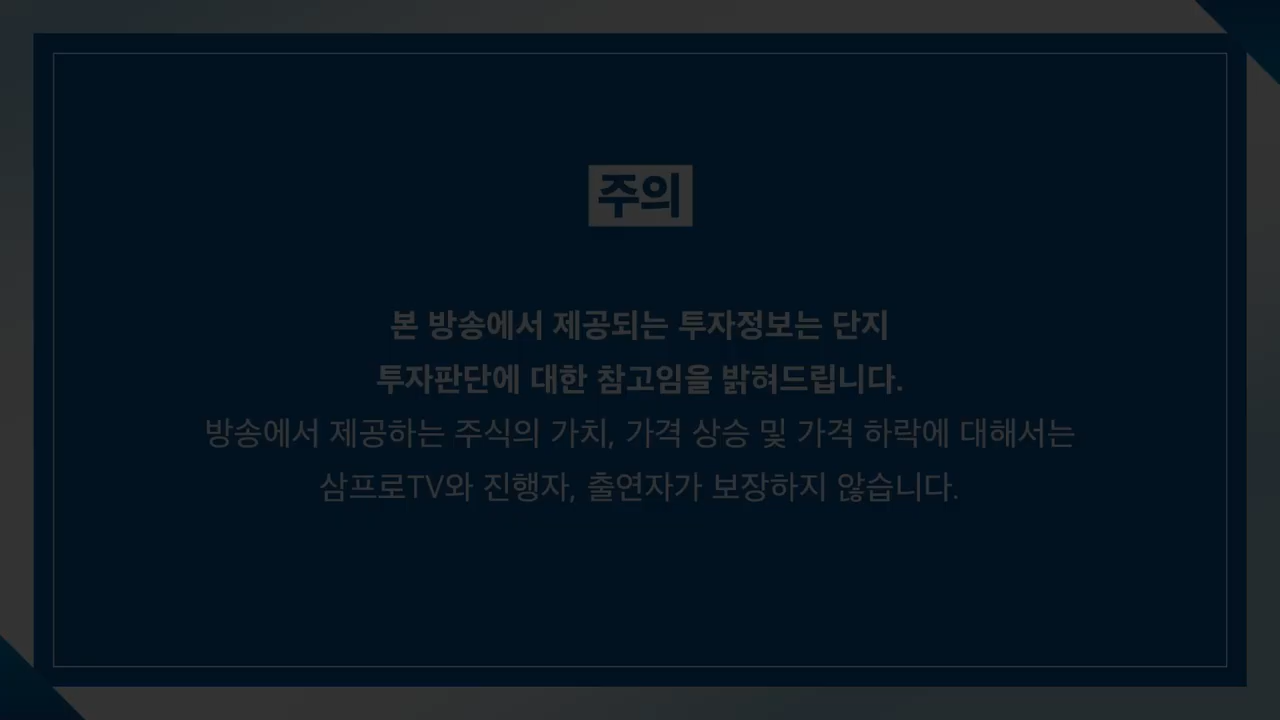 주의
본 방송에서 제공되는 투자정보는 단지
투자판단에 대한 참고임을 밝혀드립니다.
방송에서 제공하는 주식의 가치, 가격 상승 및 가격 하락에 대해서는
삼프로TV와 진행자, 출연자가 보장하지 않습니다.